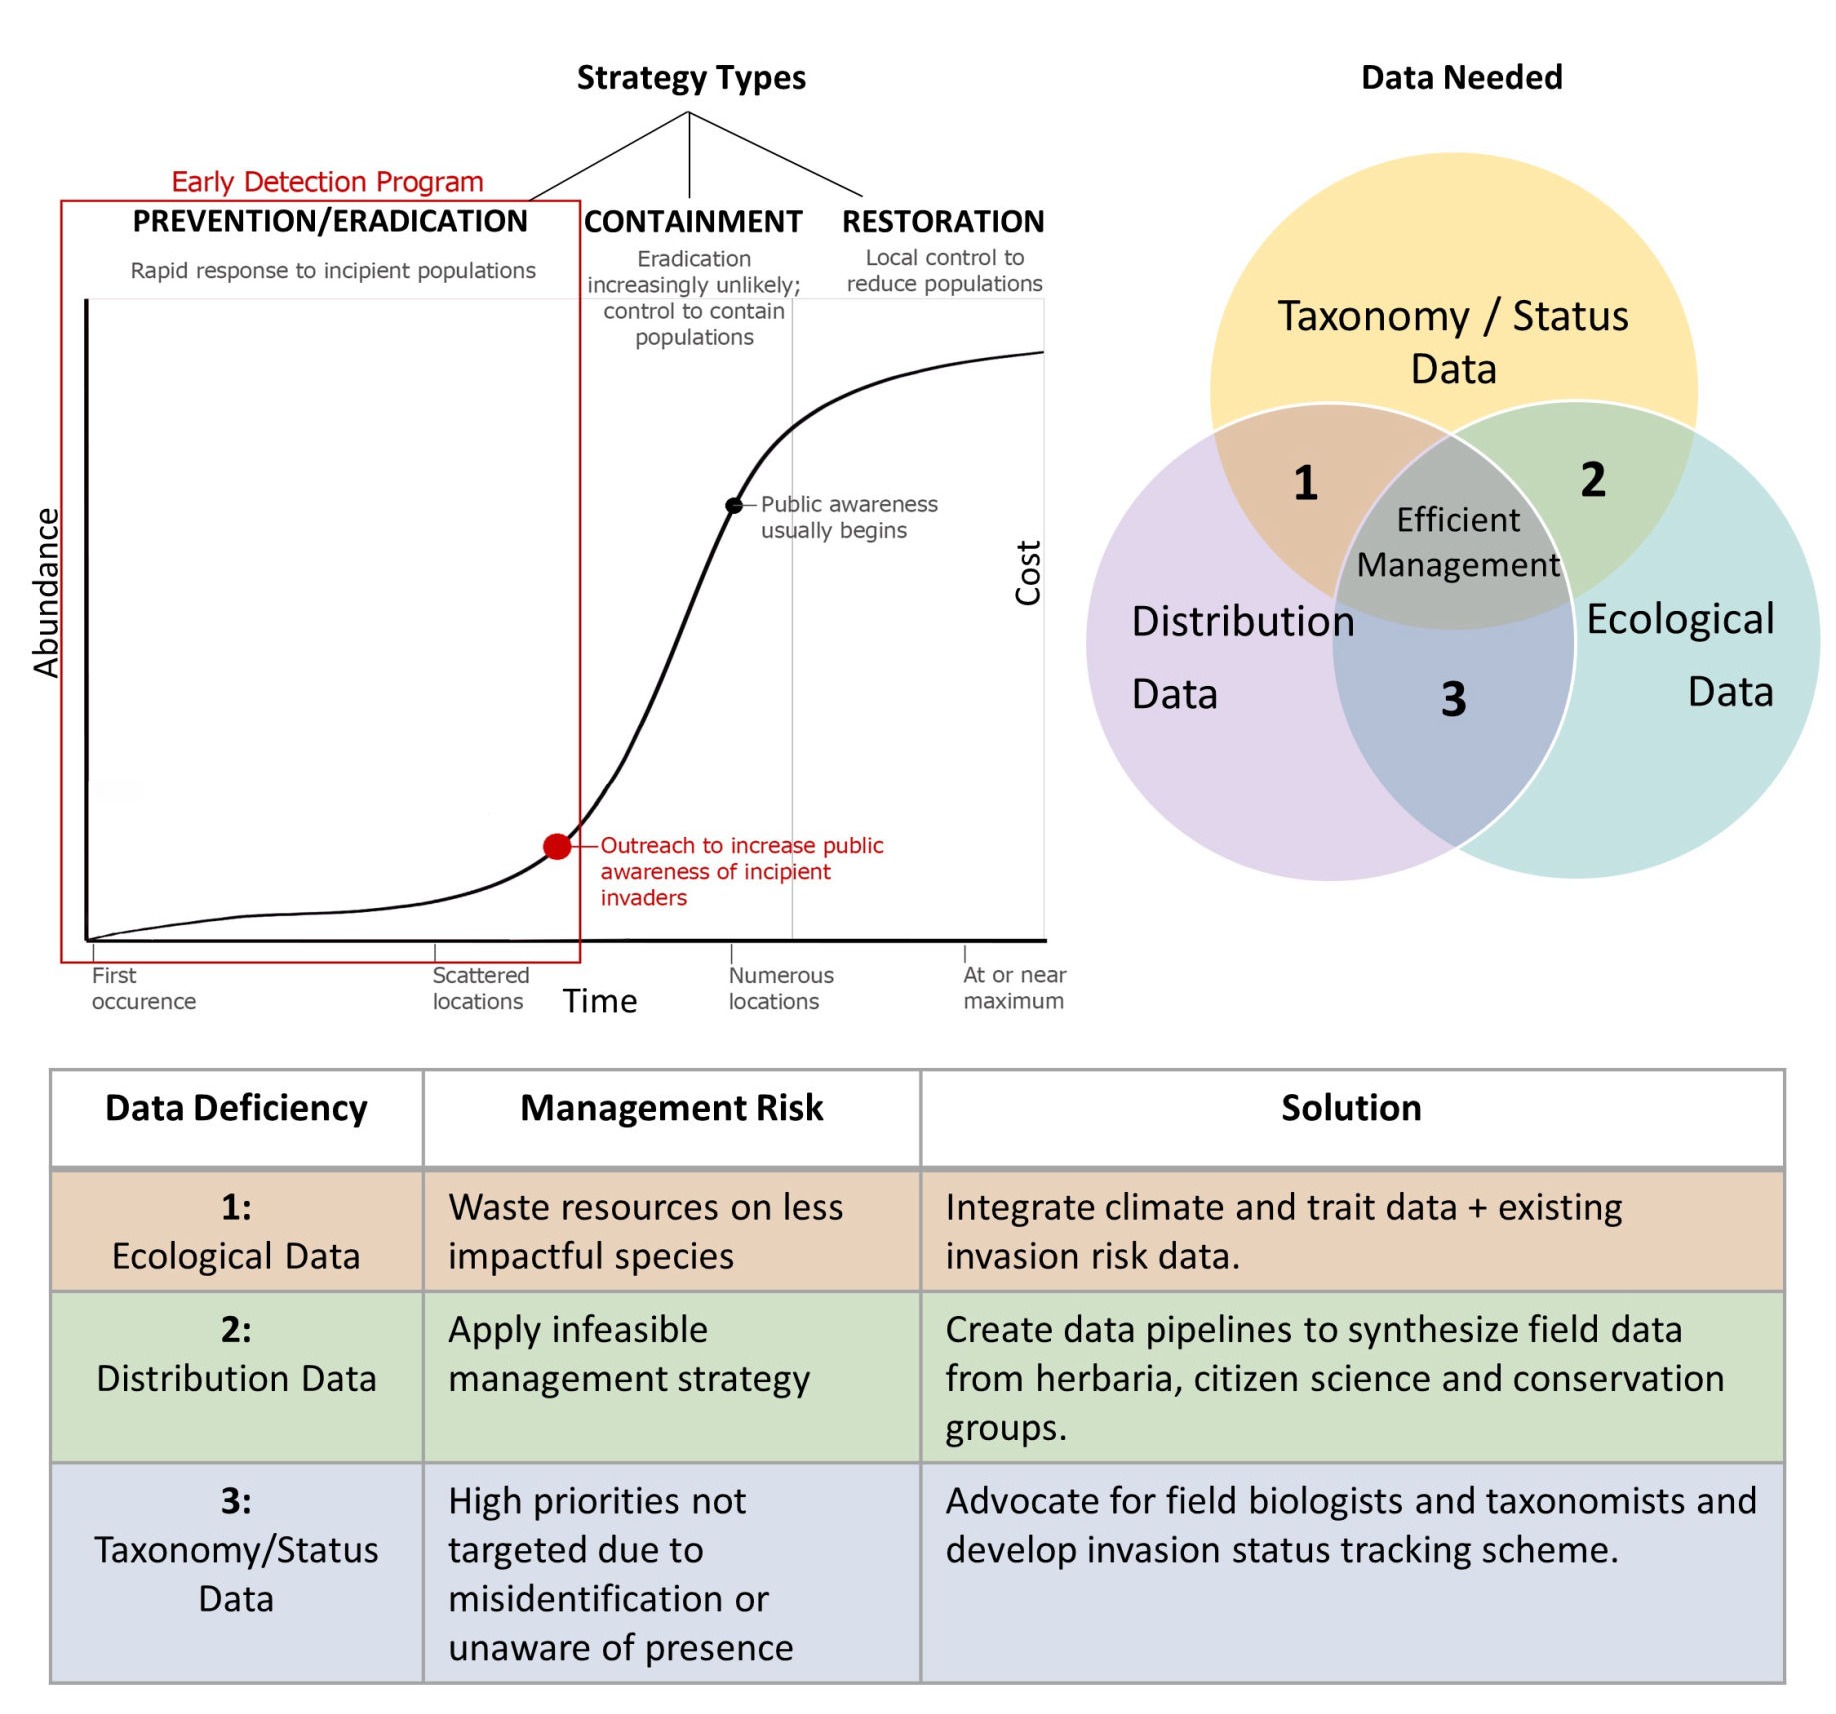 Strategy Types
Early Detection Program
PREVENTION/ERADICATION
Rapid response to incipient populations
CONTAINMENT
Eradication
increasingly unlikely;
control to contain
populations
RESTORATION
Local control to
reduce populations
Abundance
Public awareness
usually begins
Cost
Outreach to increase public
awareness of incipient
invaders
First
occurence
Scattered
locations
Time
Numerous
locations
At or near
maximum
Data Needed
Taxonomy / Status
Data
1
2
Efficient
Management
Distribution
Data
Ecological
Data
3
Data Deficiency
Management Risk
Solution
1:
Ecological Data
Waste resources on less
impactful species
Integrate climate and trait data + existing
invasion risk data.
2:
Distribution Data
Apply infeasible
management strategy
Create data pipelines to synthesize field data
from herbaria, citizen science and conservation
groups.
3:
Taxonomy/Status
Data
High priorities not
targeted due to
misidentification or
unaware of presence
Advocate for field biologists and taxonomists and
develop invasion status tracking scheme.